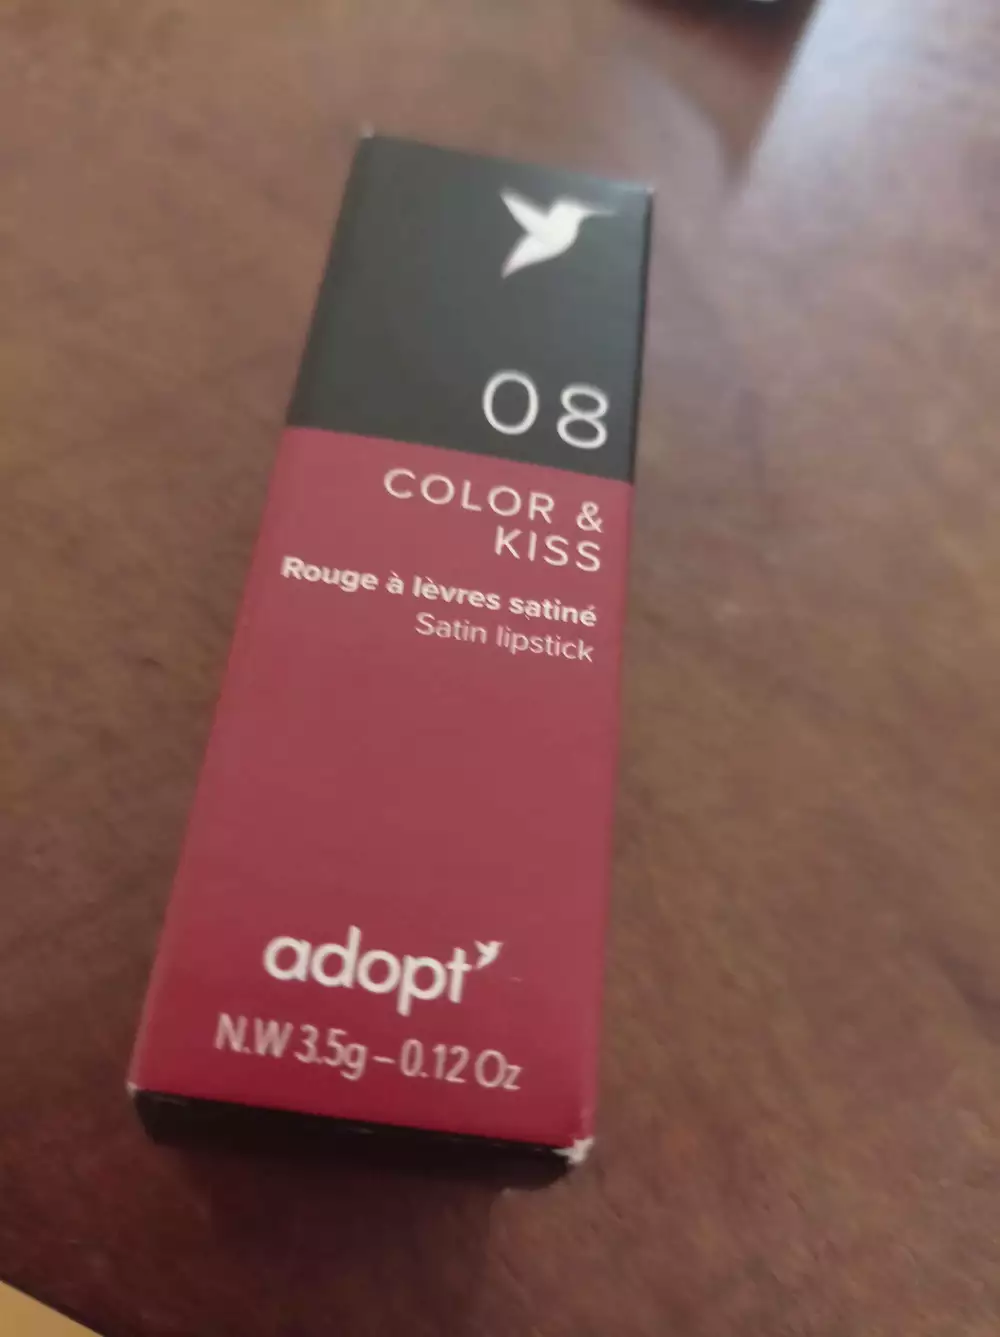 08
COLOR &
KISS
Rouge à lèvres satiné
Satin lipstick
adopt'
N.W 3.5g – 0.12 Oz